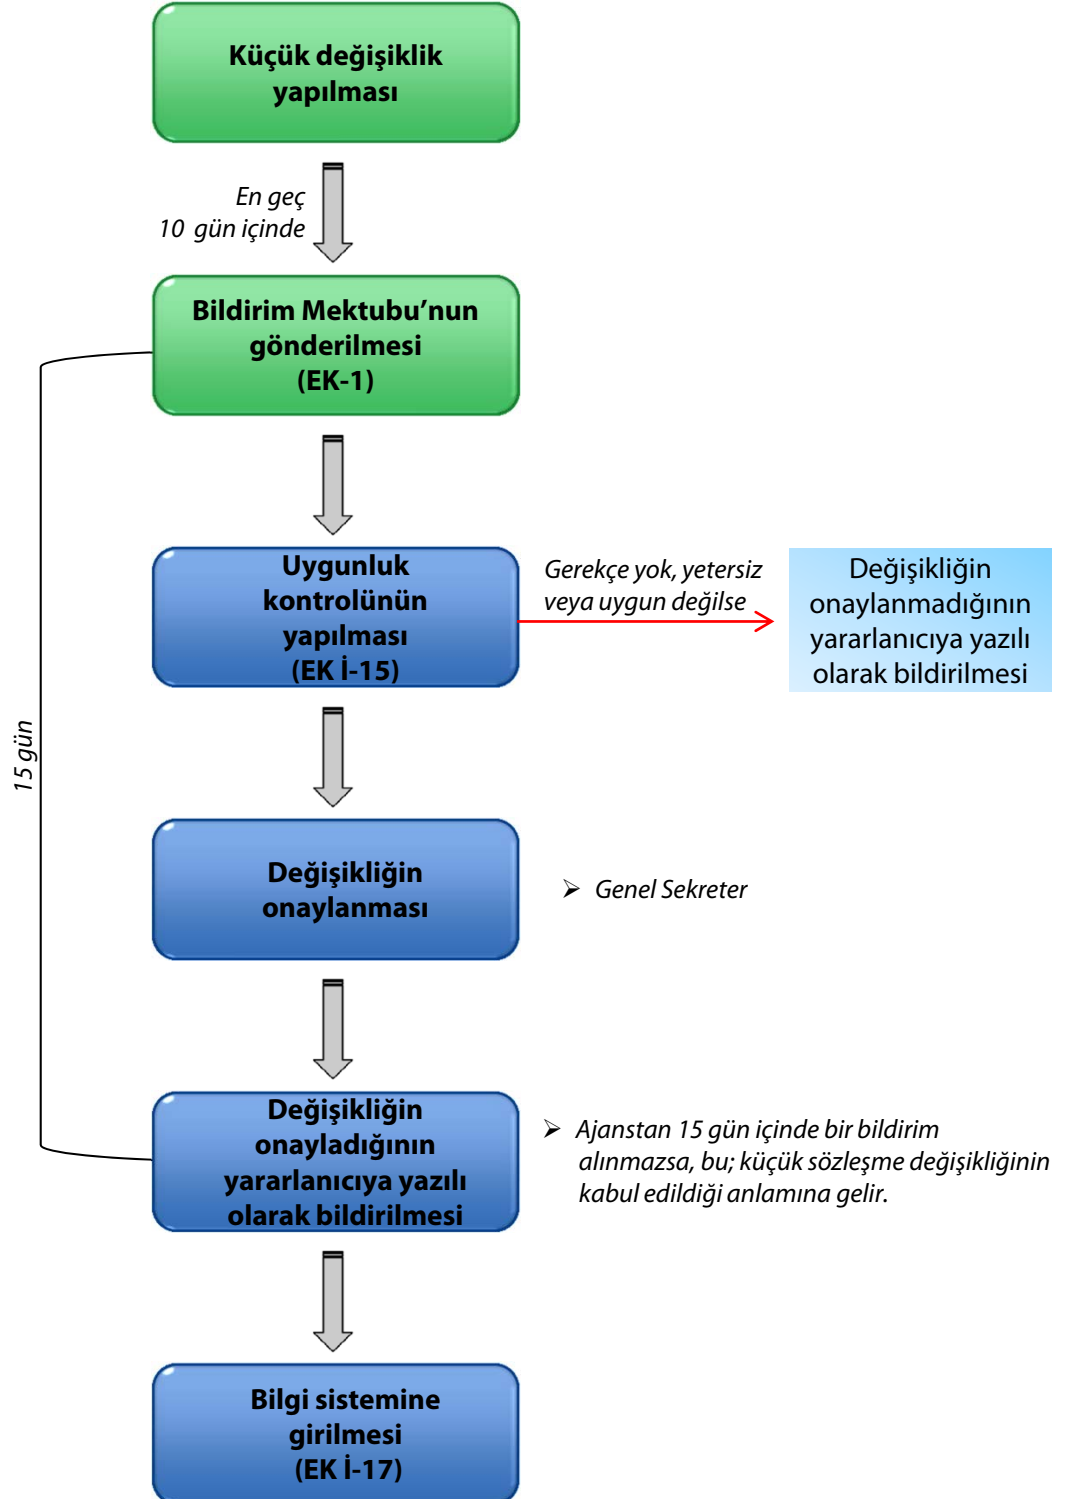 Küçük değişiklik
yapılması
En geç
10 gün içinde
Bildirim Mektubu’nun
gönderilmesi
(EK-1)
Uygunluk
kontrolünün
yapılması
(EK İ-15)
Gerekçe yok, yetersiz
veya uygun değilse
Değişikliğin
onaylanmadığının
yararlanıcıya yazılı
olarak bildirilmesi
15 gün
Değişikliğin
onaylanması
➢ Genel Sekreter
Değişikliğin
onayladığının
yararlanıcıya yazılı
olarak bildirilmesi
➢ Ajanstan 15 gün içinde bir bildirim
alınmazsa, bu; küçük sözleşme değişikliğinin
kabul edildiği anlamına gelir.
Bilgi sistemine
girilmesi
(EK İ-17)